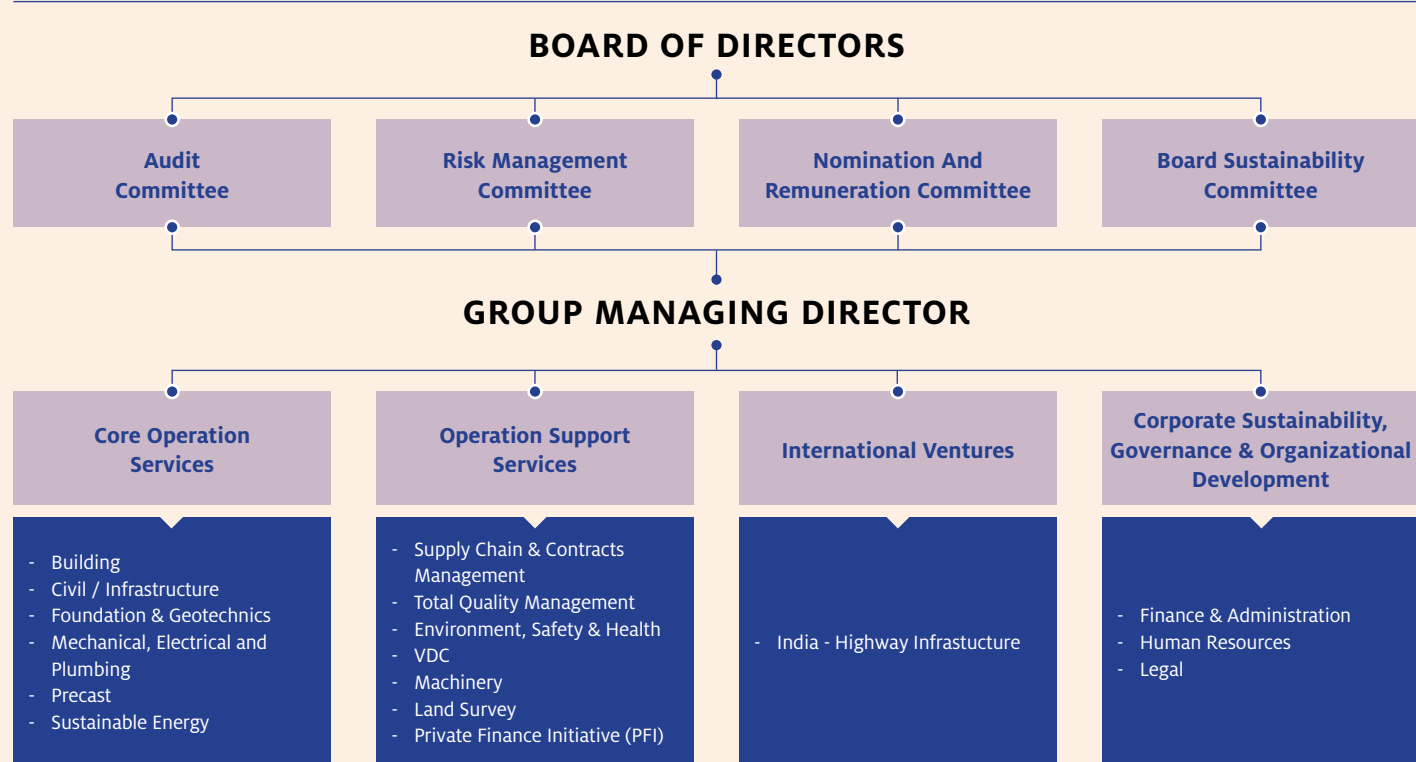 BOARD OF DIRECTORS
Audit
Committee
Risk Management
Committee
Nomination And
Remuneration Committee
Board Sustainability
Committee
GROUP MANAGING DIRECTOR
Core Operation
Services
Operation Support
Services
International Ventures
Corporate Sustainability,
Governance & Organizational
Development
- Building
- Civil / Infrastructure
- Foundation & Geotechnics
- Mechanical, Electrical and
Plumbing
- Precast
- Sustainable Energy
- Supply Chain & Contracts
Management
- Total Quality Management
- Environment, Safety & Health
- VDC
- Machinery
- Land Survey
- Private Finance Initiative (PFI)
- India - Highway Infrastucture
- Finance & Administration
- Human Resources
- Legal